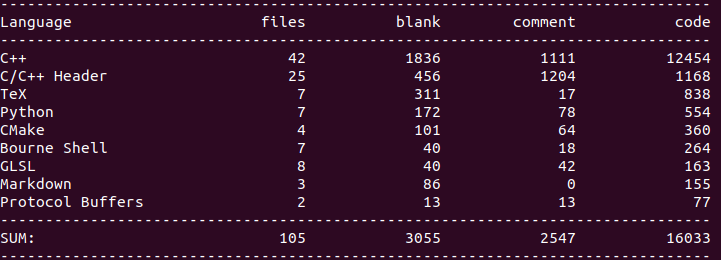 Language files blank comment code
C++ 42 1836 1111 12454
C/C++ Header 25 456 1204 1168
TeX 7 311 17 838
Python 7 172 78 554
CMake 4 101 64 360
Bourne Shell 7 40 18 264
GLSL 8 40 42 163
Markdown 3 86 0 155
Protocol Buffers 2 13 13 77
SUM: 105 3055 2547 16033